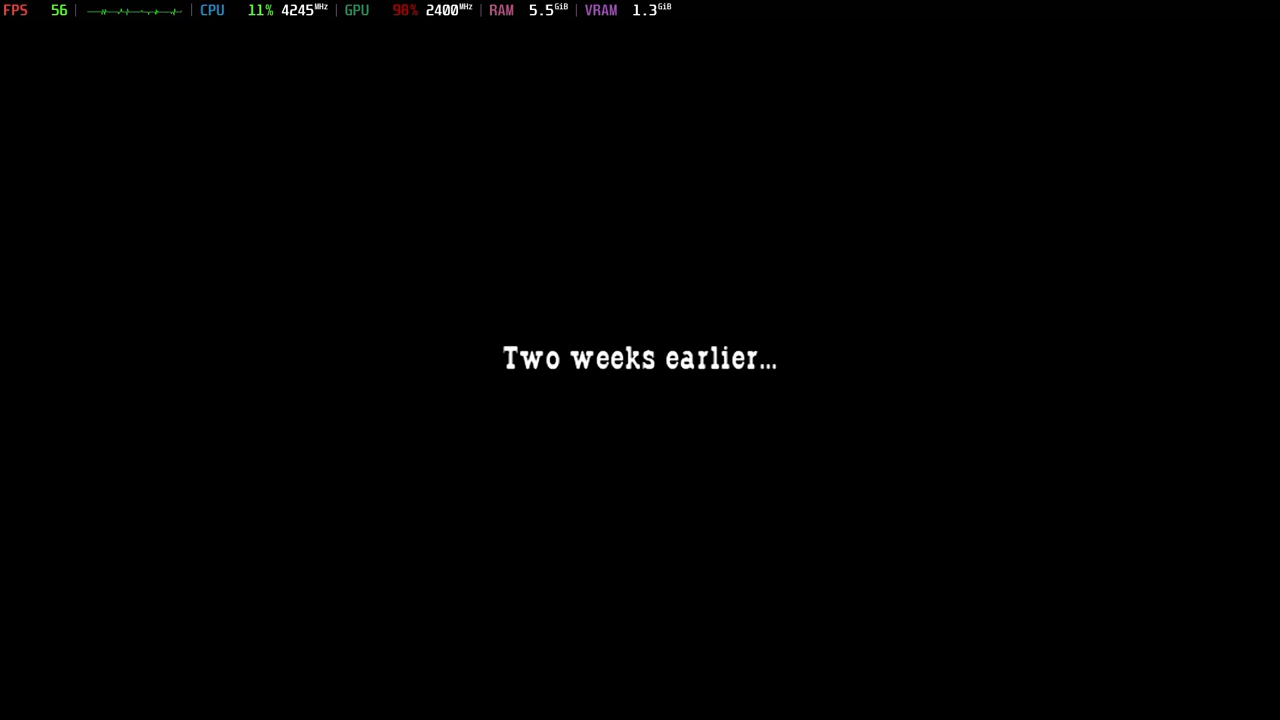 FPS 56 | CPU 11% 4245MHz | GPU 98% 2400MHz | RAM 5.5GiB | VRAM 1.3GiB
Two weeks earlier...